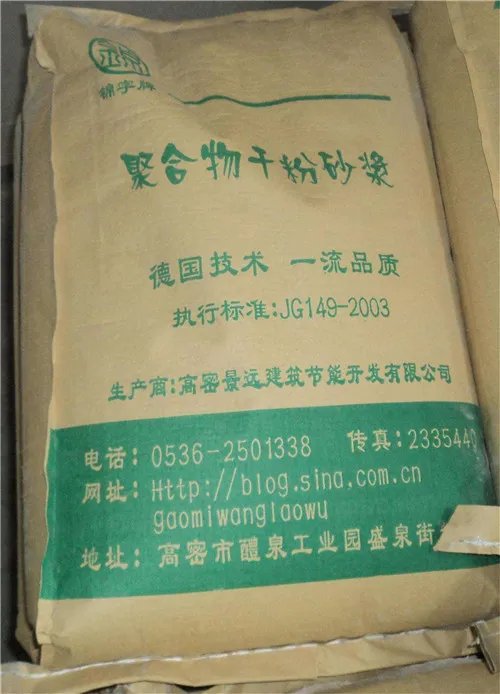 锦宇牌
聚合物干粉砂浆
德国技术 一流品质
执行标准:JG149-2003
生产商:高密景远建筑节能开发有限公司
电话: 0536-2501338 传真: 2335440
网址: Http://blog.sina.com.cn
gaomiwanglaowu
地址: 高密市醴泉工业园盛泉街